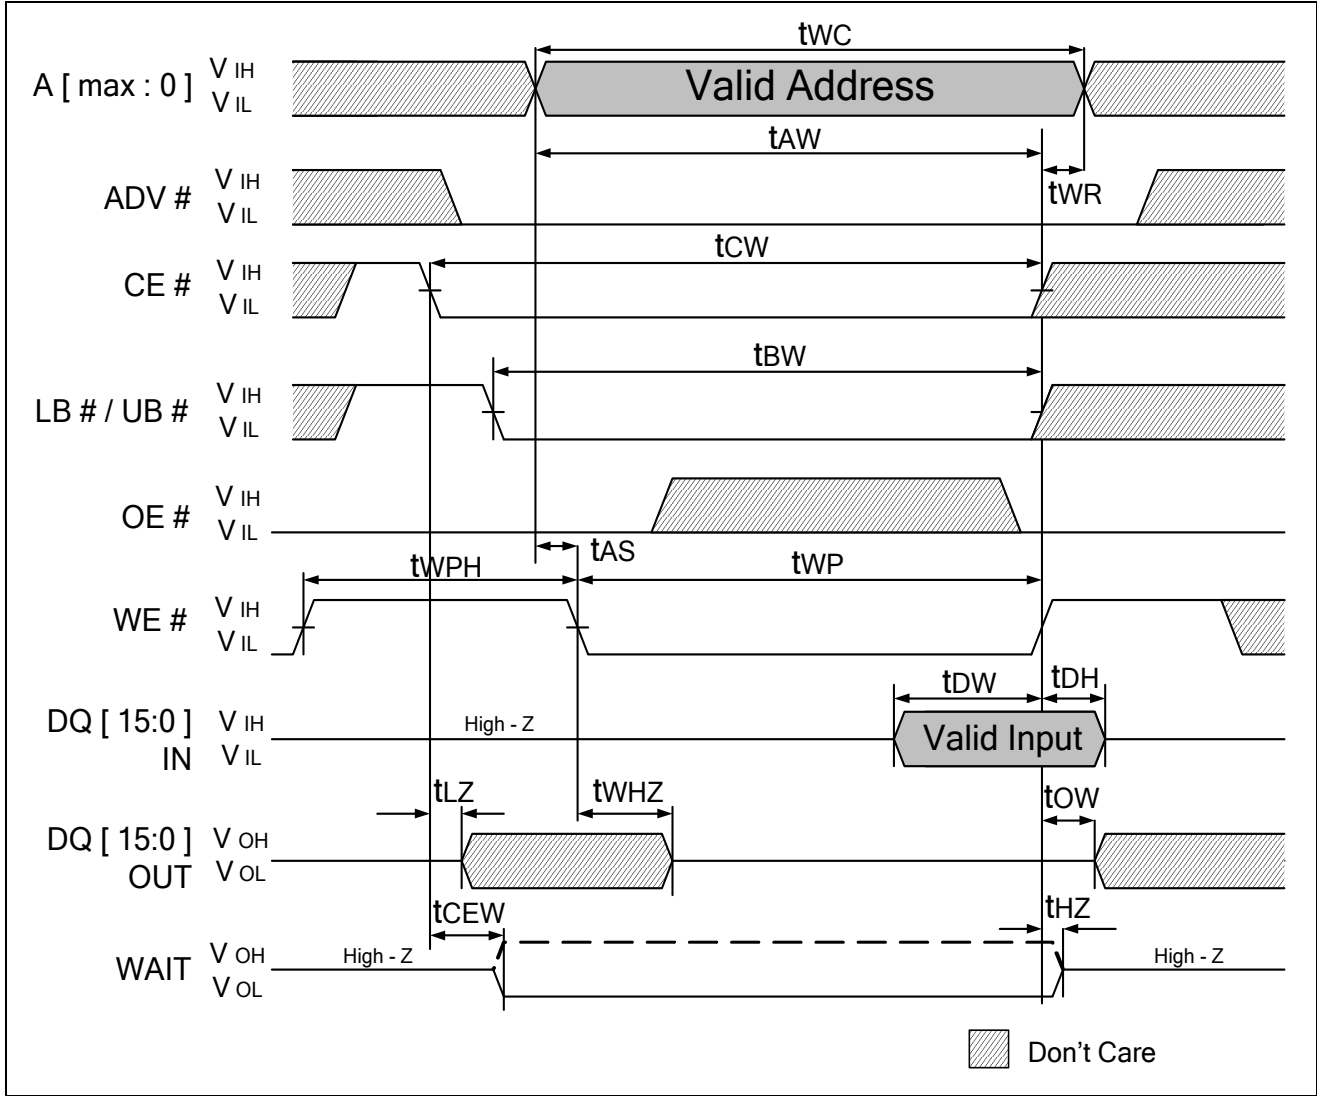 tWC
A [ max : 0 ] V IH
V IL
Valid Address
tAW
tWR
ADV # V IH
V IL
tCW
CE # V IH
V IL
tBW
LB # / UB # V IH
V IL
OE # V IH
V IL
tAS
tWPH tWP
WE # V IH
V IL
tDW tDH
DQ [ 15:0 ] V IH
IN V IL
High - Z
Valid Input
tLZ tWHZ tOW
DQ [ 15:0 ] V OH
OUT V OL
tCEW tHZ
WAIT V OH
V OL
High - Z High - Z
Don't Care